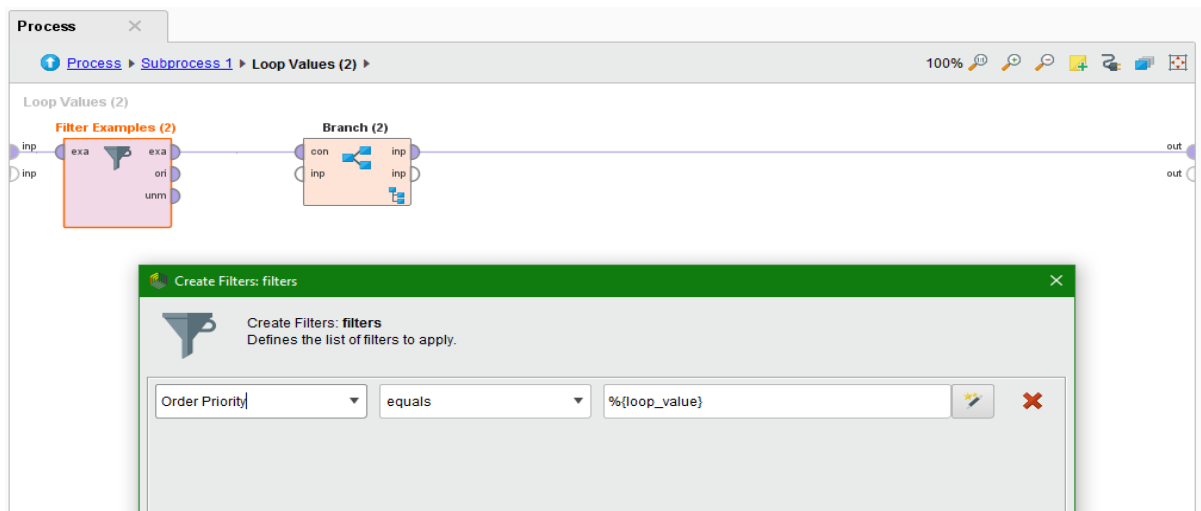 Process
Process Subprocess 1 Loop Values (2)
100%
Loop Values (2)
Filter Examples (2) Branch (2)
inp exa exa con inp out
inp ori inp inp out
unm
Create Filters: filters
Create Filters: filters
Defines the list of filters to apply.
Order Priority equals %{loop_value}